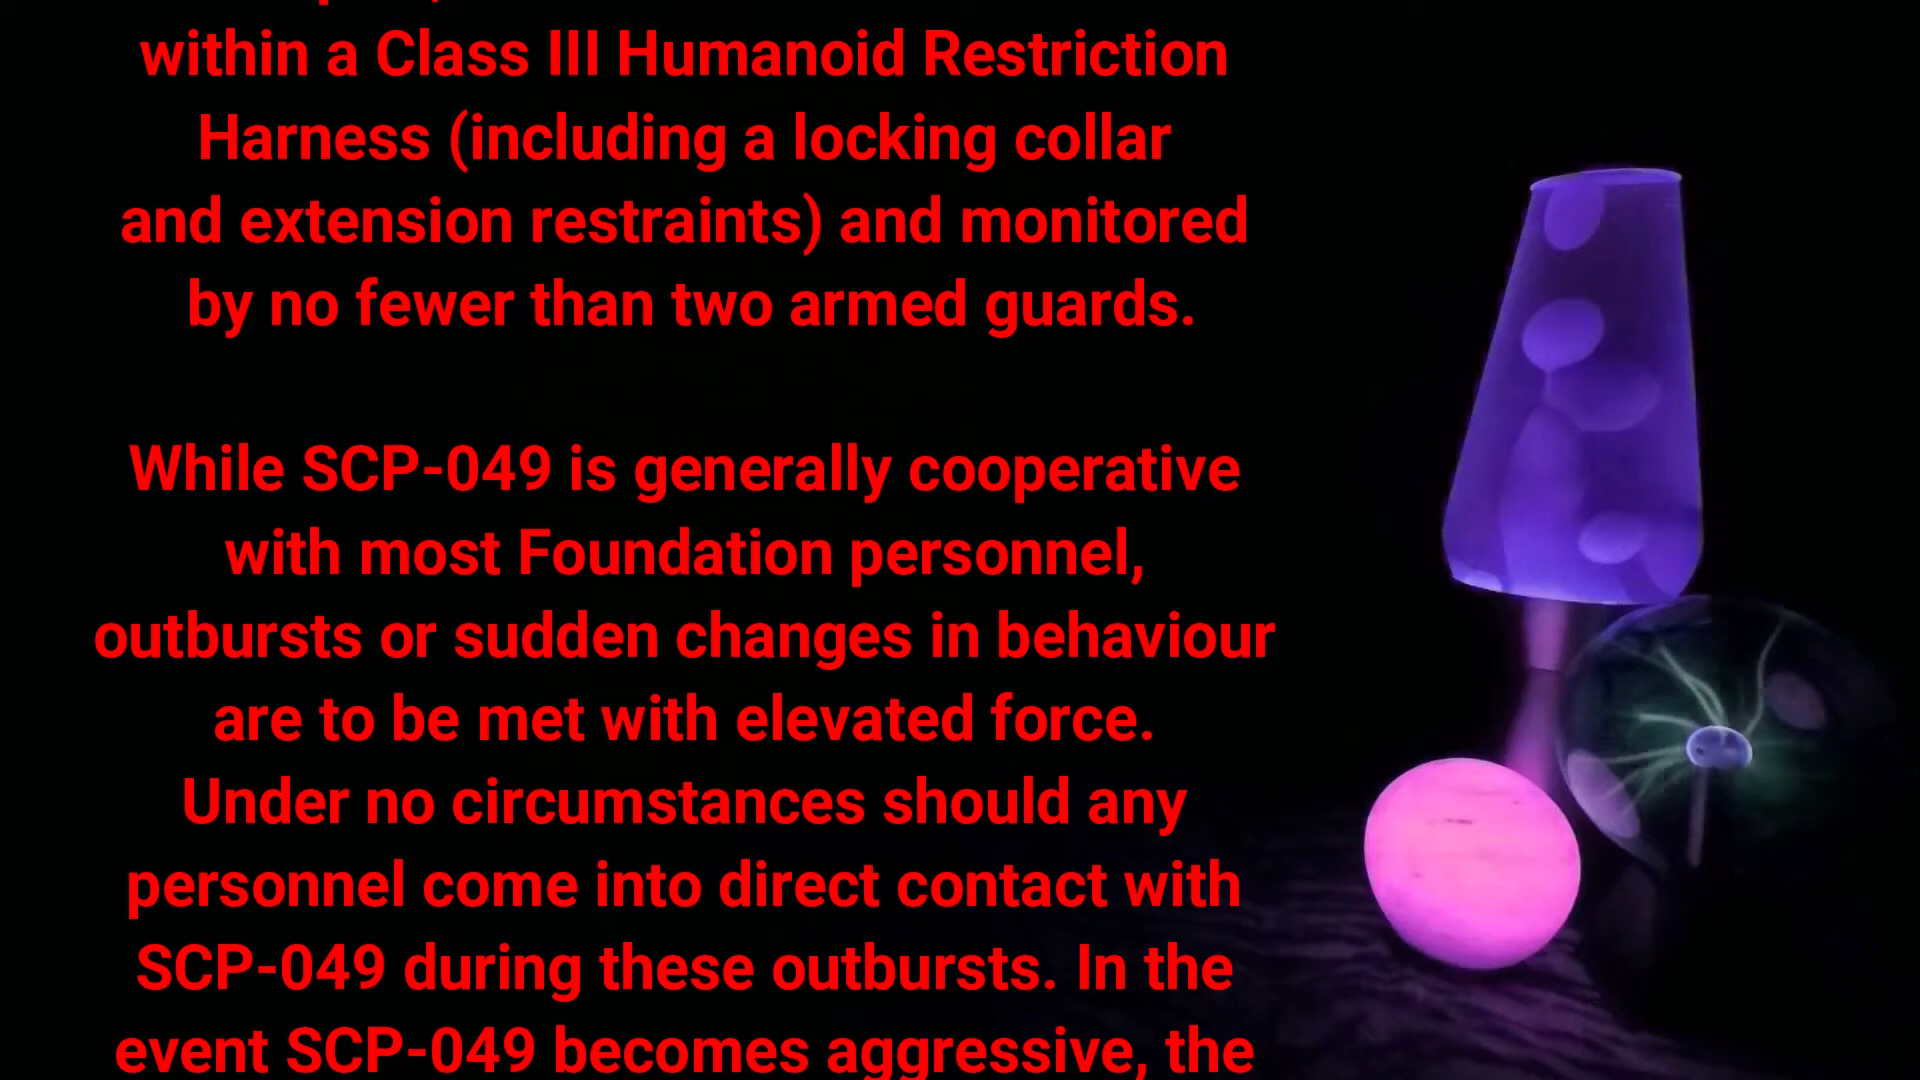 within a Class III Humanoid Restriction
Harness (including a locking collar
and extension restraints) and monitored
by no fewer than two armed guards.
While SCP-049 is generally cooperative
with most Foundation personnel,
outbursts or sudden changes in behaviour
are to be met with elevated force.
Under no circumstances should any
personnel come into direct contact with
SCP-049 during these outbursts. In the
event SCP-049 becomes aggressive, the